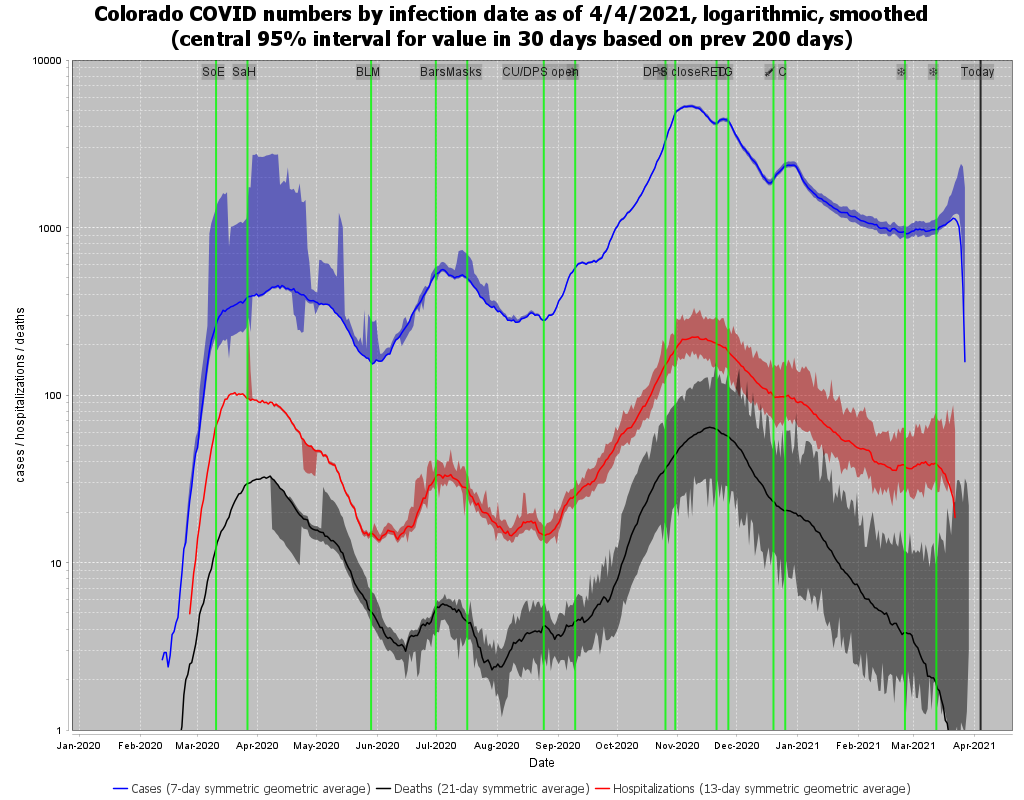 Colorado COVID numbers by infection date as of 4/4/2021, logarithmic, smoothed
(central 95% interval for value in 30 days based on prev 200 days)
SoE SaH BLM Bars Masks CU/DPS open DPS closeRED TG C Today
10000
1000
100
10
1
cases / hospitalizations / deaths
Jan-2020 Feb-2020 Mar-2020 Apr-2020 May-2020 Jun-2020 Jul-2020 Aug-2020 Sep-2020 Oct-2020 Nov-2020 Dec-2020 Jan-2021 Feb-2021 Mar-2021 Apr-2021
Date
Cases (7-day symmetric geometric average) Deaths (21-day symmetric average) Hospitalizations (13-day symmetric geometric average)